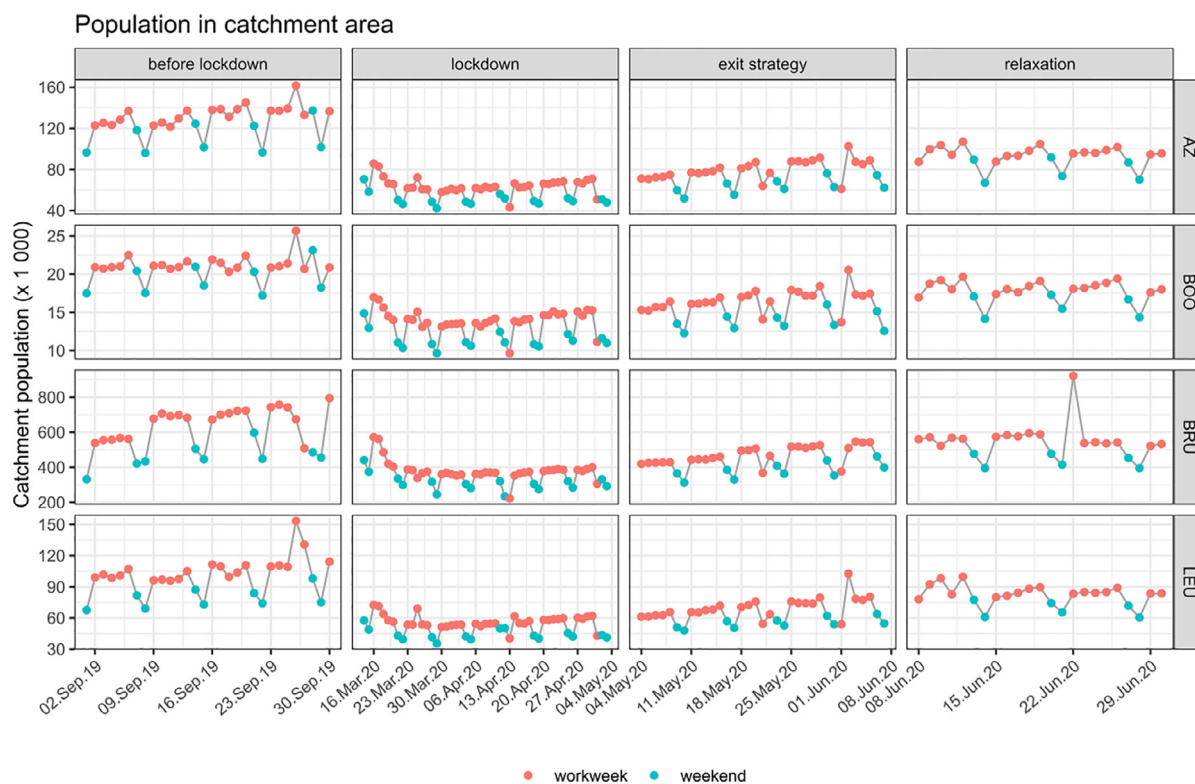 Population in catchment area
before lockdown lockdown exit strategy relaxation
Catchment population (x 1 000)
160
120
80
40
AZ
25
20
15
10
BOO
800
600
400
200
BRU
150
120
90
60
30
LEU
02.Sep.19 09.Sep.19 16.Sep.19 23.Sep.19 30.Sep.19 16.Mar.20 23.Mar.20 30.Mar.20 06.Apr.20 13.Apr.20 20.Apr.20 27.Apr.20 04.May.20 04.May.20 11.May.20 18.May.20 25.May.20 01.Jun.20 08.Jun.20 08.Jun.20 15.Jun.20 22.Jun.20 29.Jun.20
workweek weekend